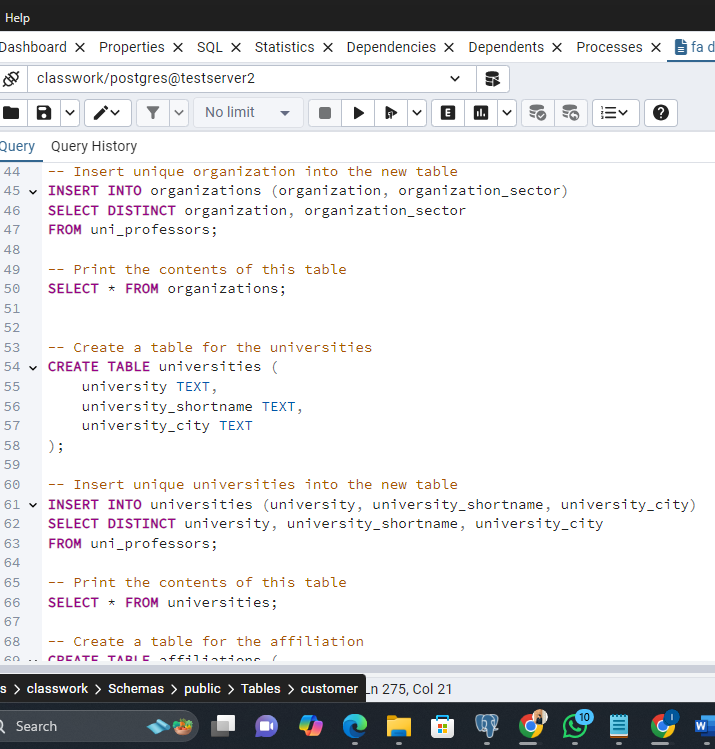 Help
Dashboard Properties SQL Statistics Dependencies Dependents Processes fa d
classwork/postgres@testserver2
No limit
E
Query Query History
44 -- Insert unique organization into the new table
45 INSERT INTO organizations (organization, organization_sector)
46 SELECT DISTINCT organization, organization_sector
47 FROM uni_professors;
48
49 -- Print the contents of this table
50 SELECT * FROM organizations;
51
52
53 -- Create a table for the universities
54 CREATE TABLE universities (
55 university TEXT,
56 university_shortname TEXT,
57 university_city TEXT
58 );
59
60 -- Insert unique universities into the new table
61 INSERT INTO universities (university, university_shortname, university_city)
62 SELECT DISTINCT university, university_shortname, university_city
63 FROM uni_professors;
64
65 -- Print the contents of this table
66 SELECT * FROM universities;
67
68 -- Create a table for the affiliation
69 CREATE TABLE affiliations (
s > classwork > Schemas > public > Tables > customer Ln 275, Col 21
Search 10 W